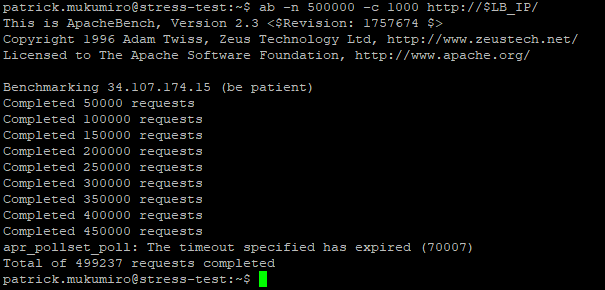 patrick.mukumiro@stress-test:~$ ab -n 500000 -c 1000 http://$LB_IP/
This is ApacheBench, Version 2.3 <$Revision: 1757674 $>
Copyright 1996 Adam Twiss, Zeus Technology Ltd, http://www.zeustech.net/
Licensed to The Apache Software Foundation, http://www.apache.org/
Benchmarking 34.107.174.15 (be patient)
Completed 50000 requests
Completed 100000 requests
Completed 150000 requests
Completed 200000 requests
Completed 250000 requests
Completed 300000 requests
Completed 350000 requests
Completed 400000 requests
Completed 450000 requests
apr_pollset_poll: The timeout specified has expired (70007)
Total of 499237 requests completed
patrick.mukumiro@stress-test:~$